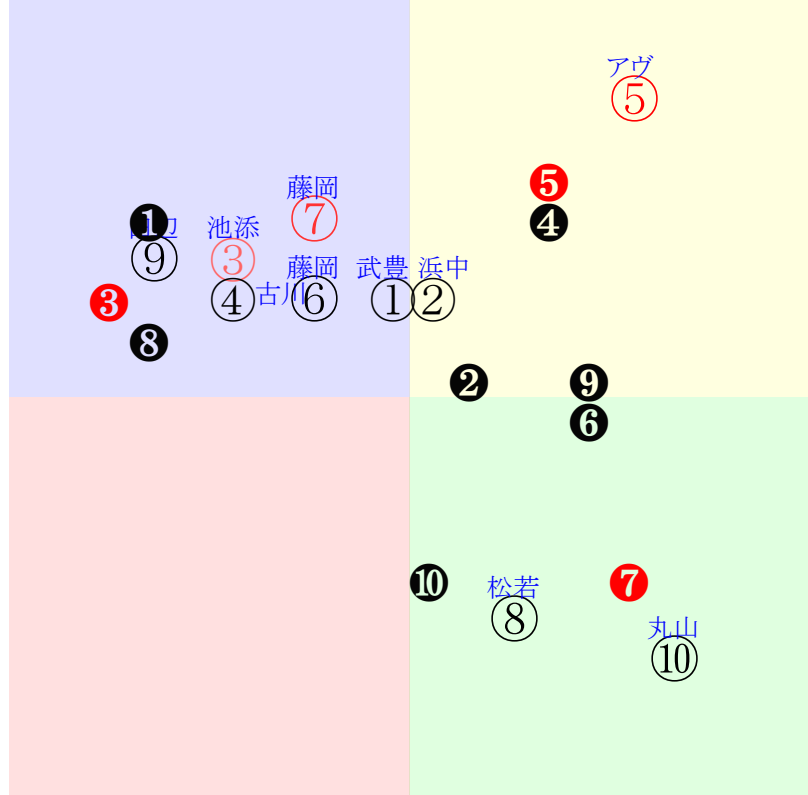 アヴ
⑤
❺
藤岡
❶
池添
⑦
❹
⑨
③
藤岡
武豊
浜中
❸
④
古川
⑥
①
②
❽
❷
❾
❻
❿
松若
❼
⑧
丸山
⑩